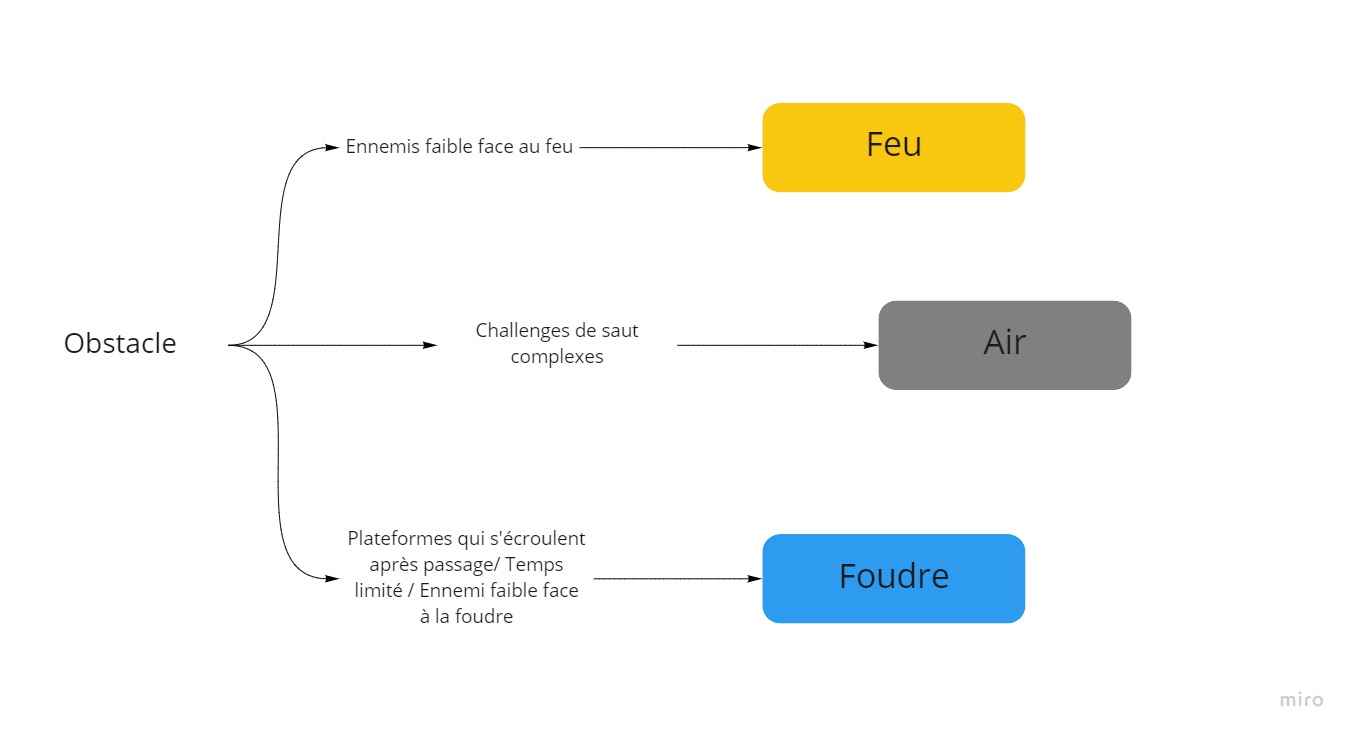 Ennemis faible face au feu
Feu
Obstacle
Challenges de saut
complexes
Air
Plateformes qui s'écroulent
après passage/ Temps
limité / Ennemi faible face
à la foudre
Foudre
miro